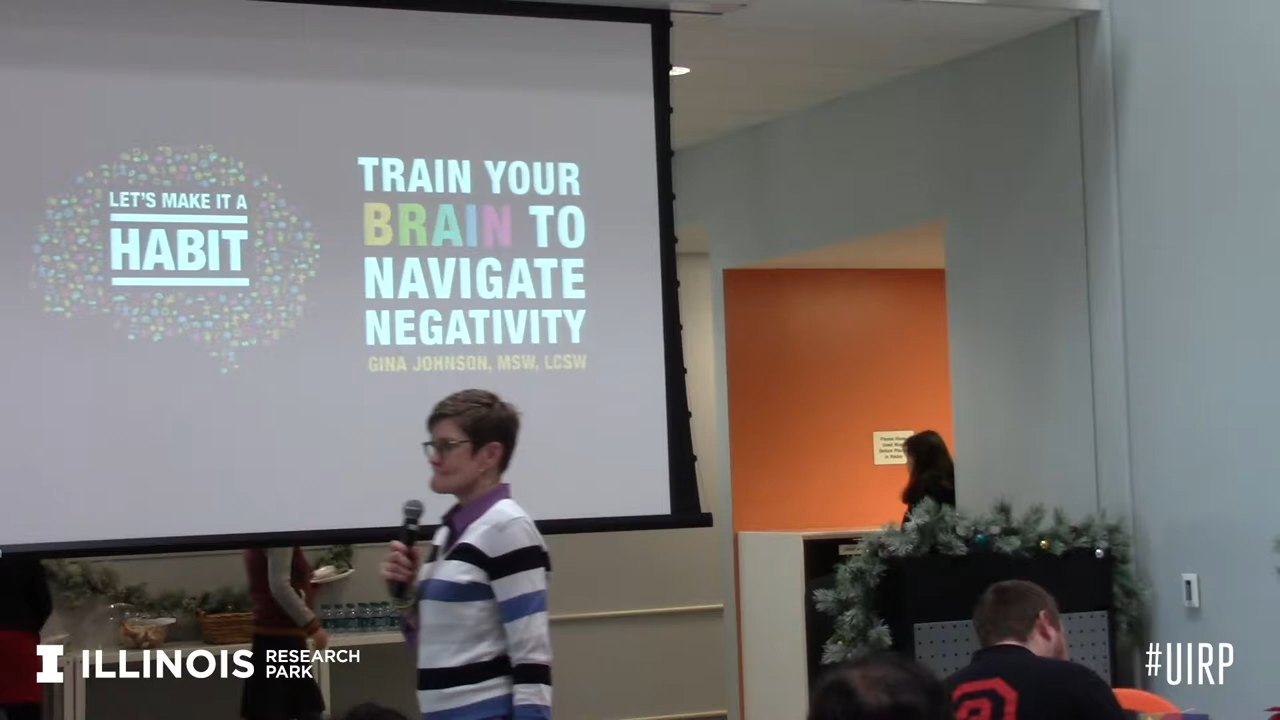 LET'S MAKE IT A
HABIT
TRAIN YOUR
BRAIN TO
NAVIGATE
NEGATIVITY
GINA JOHNSON, MSW, LCSW
I ILLINOIS RESEARCH PARK
#UIRP